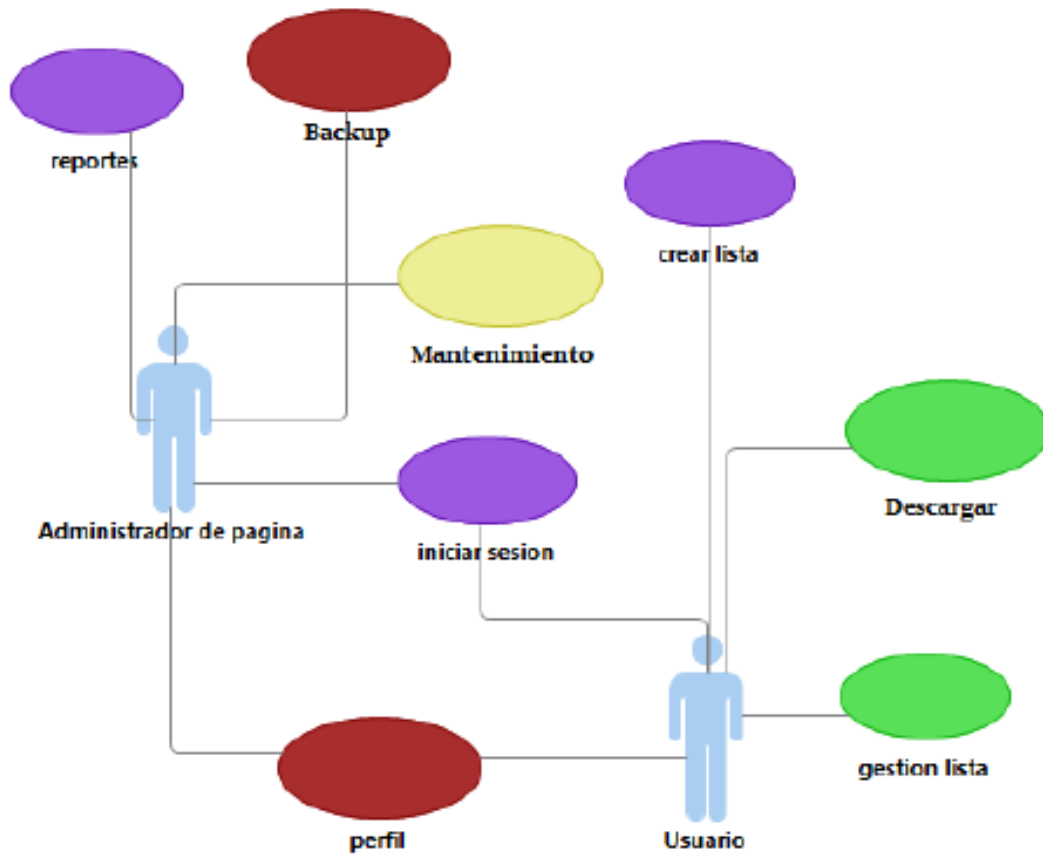 Backup
reportes
crear lista
Mantenimiento
Descargar
Administrador de pagina
iniciar sesion
gestion lista
perfil
Usuario